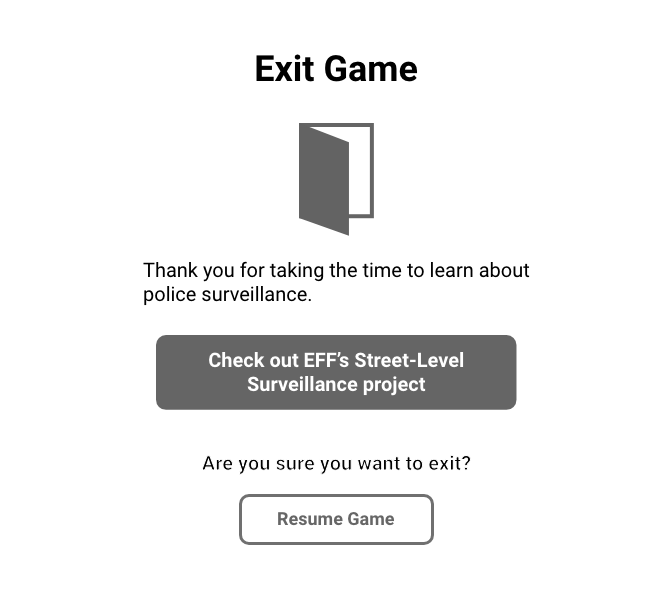 Exit Game
Thank you for taking the time to learn about
police surveillance.
Check out EFF’s Street-Level
Surveillance project
Are you sure you want to exit?
Resume Game